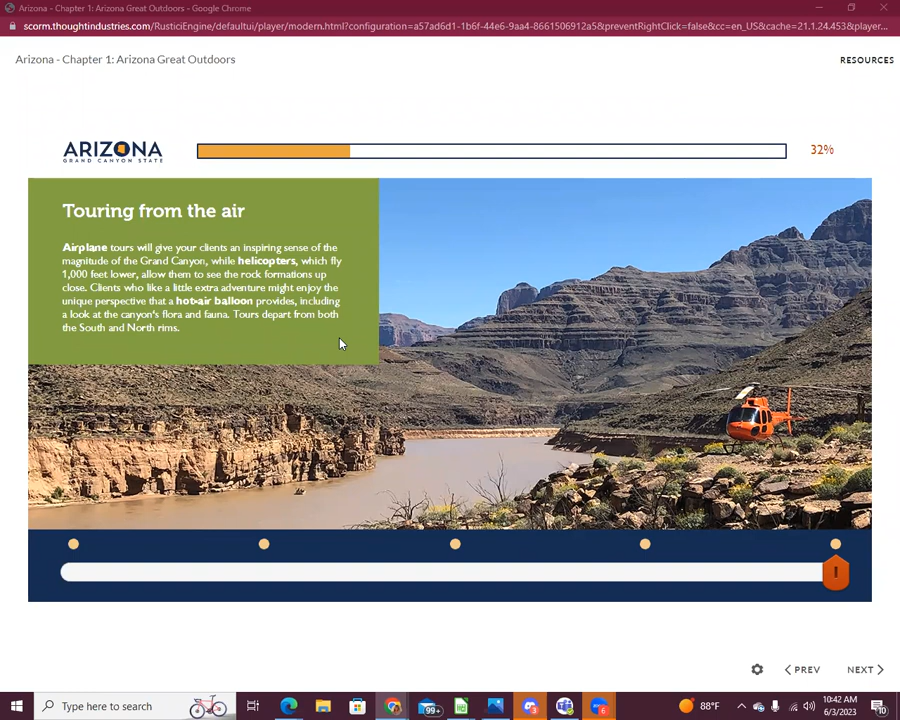 Arizona - Chapter 1: Arizona Great Outdoors - Google Chrome
scorm.thoughtindustries.com/RusticiEngine/defaultui/player/modern.html?configuration=a57ad6d1-1b6f-44e6-9aa4-8661506912a5&preventRightClick=false&cc=en_US&cache=21.1.24.453&player...
Arizona - Chapter 1: Arizona Great Outdoors
RESOURCES
ARIZONA
GRAND CANYON STATE
32%
Touring from the air
Airplane tours will give your clients an inspiring sense of the
magnitude of the Grand Canyon, while helicopters, which fly
1,000 feet lower, allow them to see the rock formations up
close. Clients who like a little extra adventure might enjoy the
unique perspective that a hot-air balloon provides, including
a look at the canyon's flora and fauna. Tours depart from both
the South and North rims.
!
PREV
NEXT
Type here to search
99+
3
6
88°F
10:42 AM
6/3/2023
10